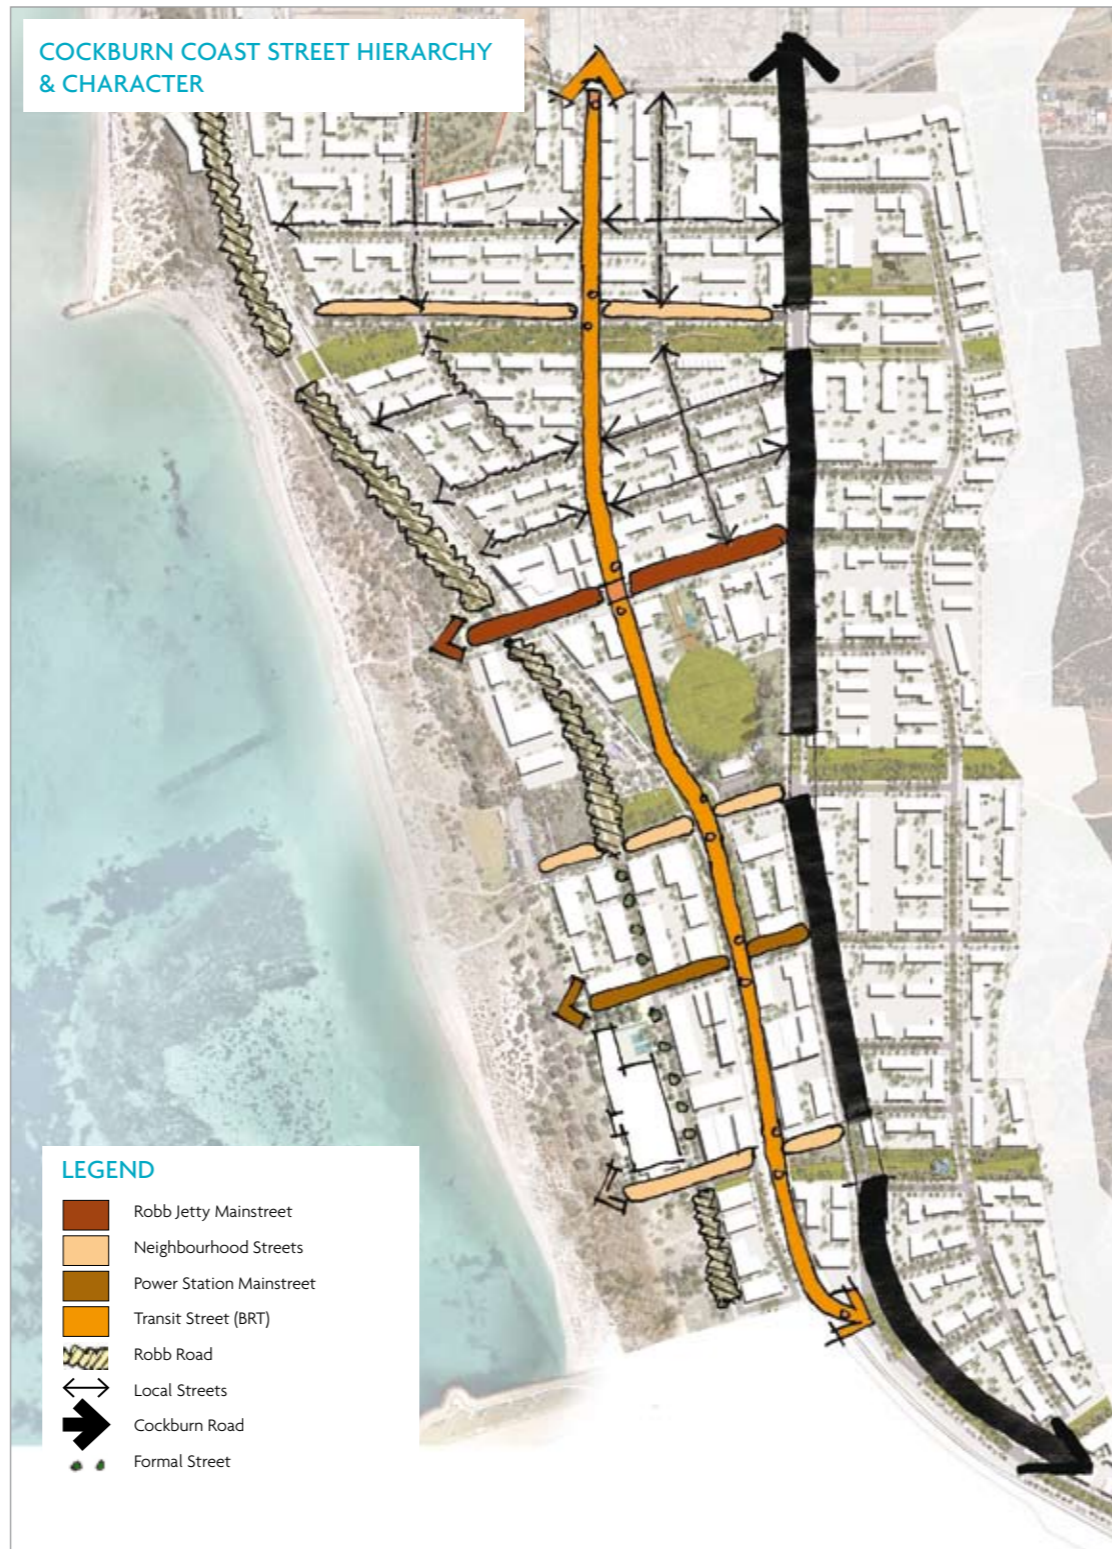 COCKBURN COAST STREET HIERARCHY
& CHARACTER
LEGEND
Robb Jetty Mainstreet
Neighbourhood Streets
Power Station Mainstreet
Transit Street (BRT)
Robb Road
Local Streets
Cockburn Road
Formal Street